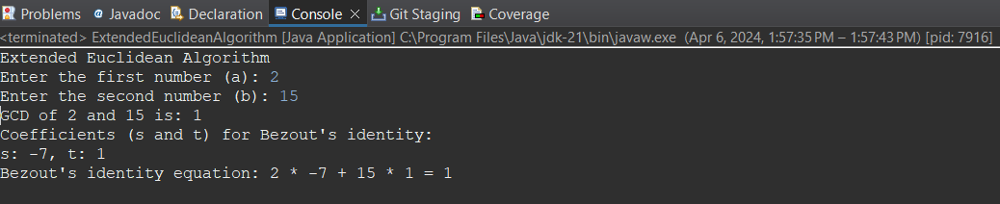 Problems @ Javadoc Declaration Console × Git Staging Coverage
<terminated> ExtendedEuclideanAlgorithm [Java Application] C:\Program Files\Java\jdk-21\bin\javaw.exe (Apr 6, 2024, 1:57:35 PM – 1:57:43 PM) [pid: 7916]
Extended Euclidean Algorithm
Enter the first number (a): 2
Enter the second number (b): 15
GCD of 2 and 15 is: 1
Coefficients (s and t) for Bezout's identity:
s: -7, t: 1
Bezout's identity equation: 2 * -7 + 15 * 1 = 1